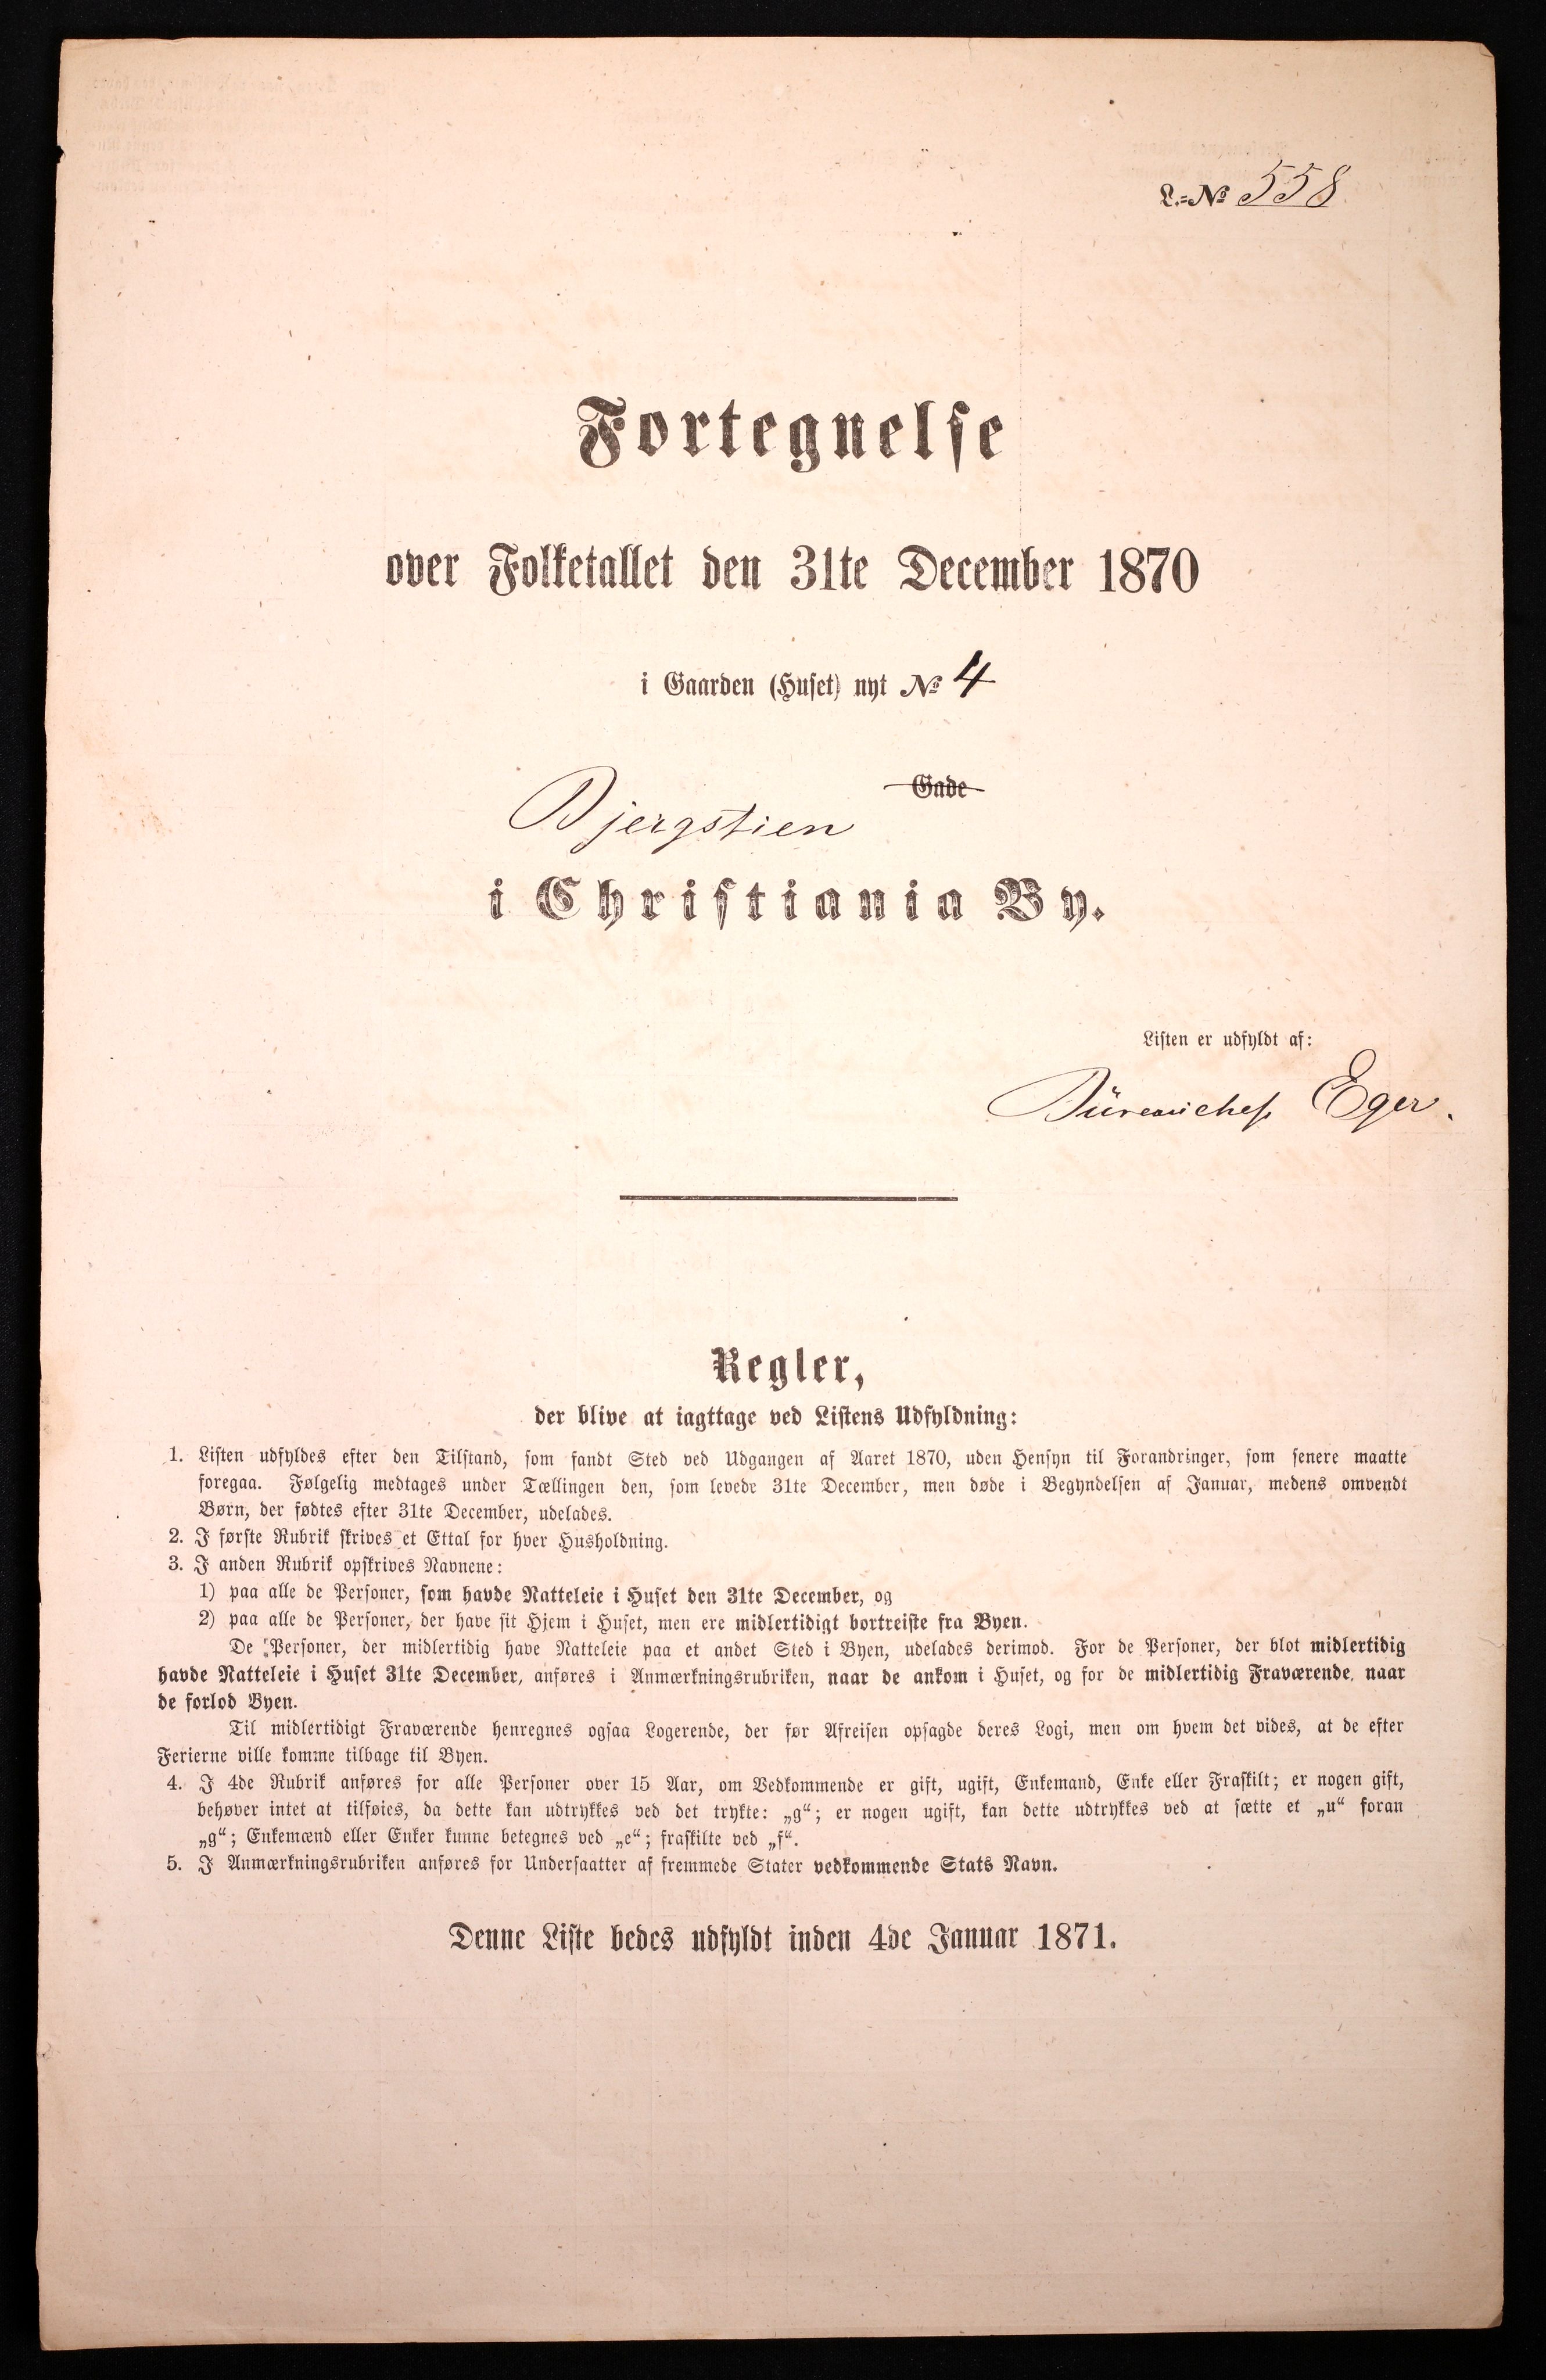 L.=№ 558
Fortegnelse
over Folketallet den 31te December 1870
i Gaarden (Huset) nyt № 4
Gade
Bjergstien
i Christiania By.
Listen er udfyldt af:
Büreauchef Eger.
Regler,
der blive at iagttage ved Listens Udfyldning:
1. Listen udfyldes efter den Tilstand, som fandt Sted ved Udgangen af Aaret 1870, uden Hensyn til Forandringer, som senere maatte
foregaa. Følgelig medtages under Tællingen den, som levede 31te December, men døde i Begyndelsen af Januar, medens omvendt
Børn, der fødtes efter 31te December, udelades.
2. I første Rubrik skrives et Ettal for hver Husholdning.
3. I anden Rubrik opskrives Navnene:
1) paa alle de Personer, som havde Natteleie i Huset den 31te December, og
2) paa alle de Personer, der have sit Hjem i Huset, men ere midlertidigt bortreiste fra Byen.
De Personer, der midlertidig have Natteleie paa et andet Sted i Byen, udelades derimod. For de Personer, der blot midlertidig
havde Natteleie i Huset 31te December, anføres i Anmærkningsrubriken, naar de ankom i Huset, og for de midlertidig Fraværende, naar
de forlod Byen.
Til midlertidigt Fraværende henregnes ogsaa Logerende, der før Afreisen opsagde deres Logi, men om hvem det vides, at de efter
Ferierne ville komme tilbage til Byen.
4. I 4de Rubrik anføres for alle Personer over 15 Aar, om Vedkommende er gift, ugift, Enkemand, Enke eller Fraskilt; er nogen gift,
behøver intet at tilføies, da dette kan udtrykkes ved det trykte: „g“; er nogen ugift, kan dette udtrykkes ved at sætte et „u“ foran
„g“; Enkemænd eller Enker kunne betegnes ved „e“; fraskilte ved „f“.
5. I Anmærkningsrubriken anføres for Undersaatter af fremmede Stater vedkommende Stats Navn.
Denne Liste bedes udfyldt inden 4de Januar 1871.